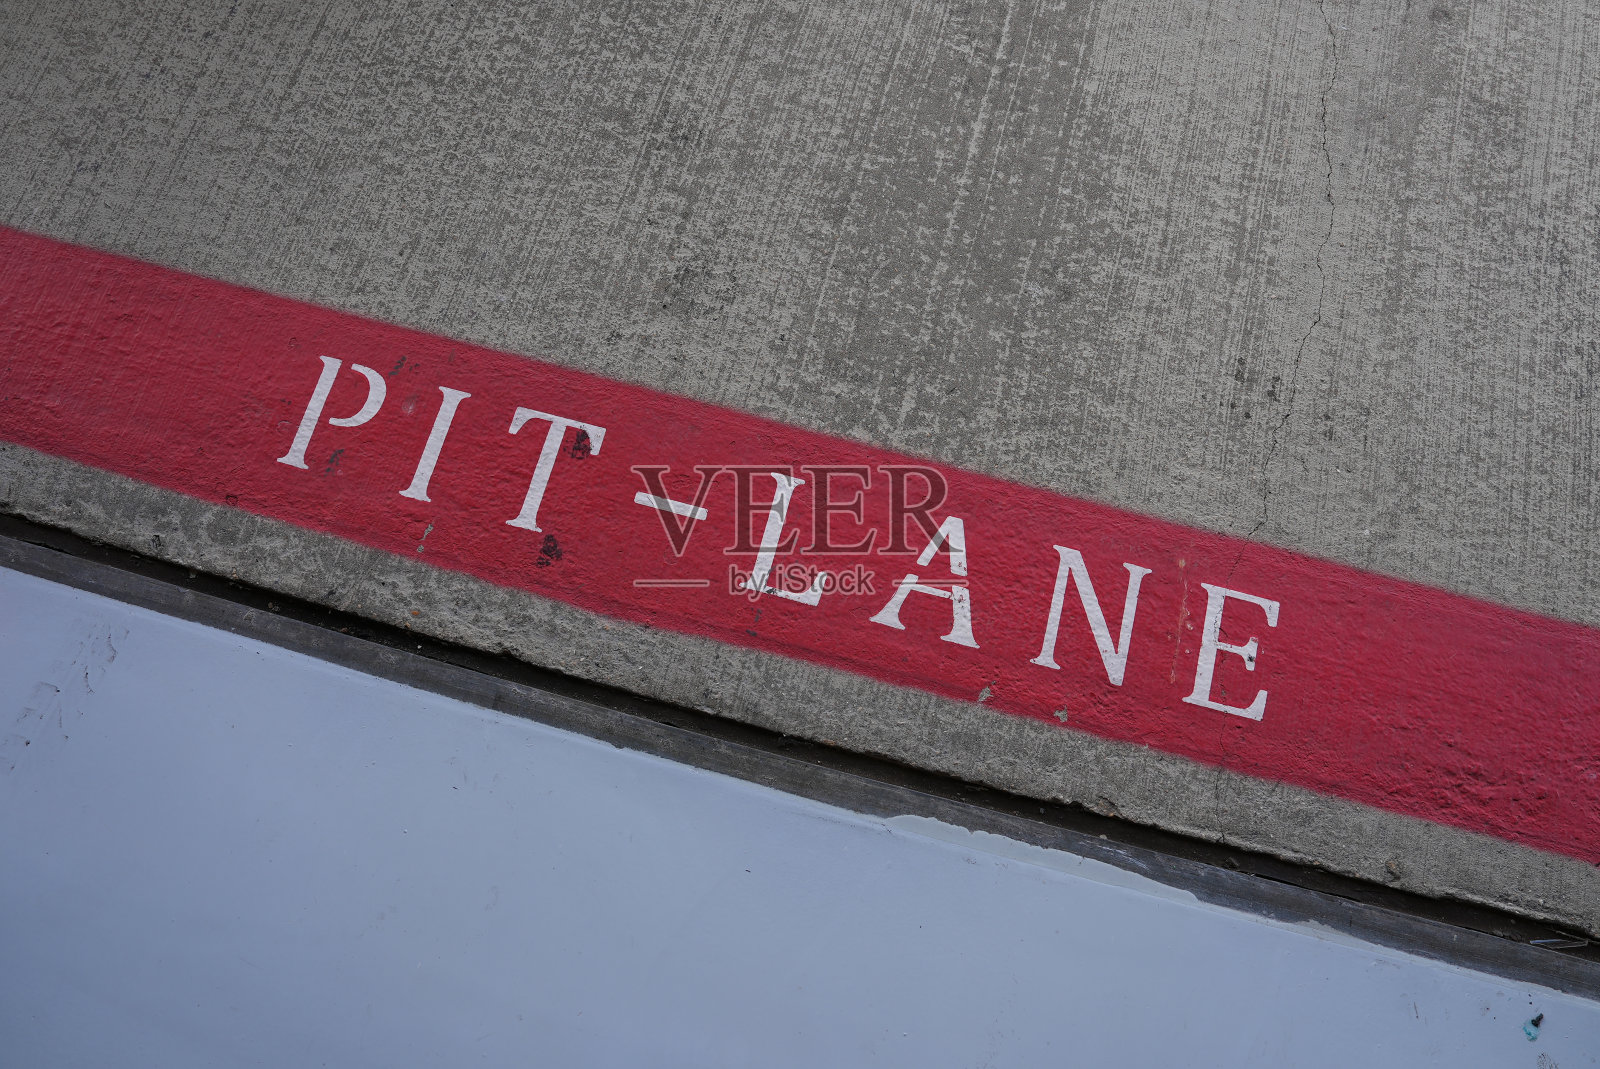 PIT-LANE
VEER
by iStock